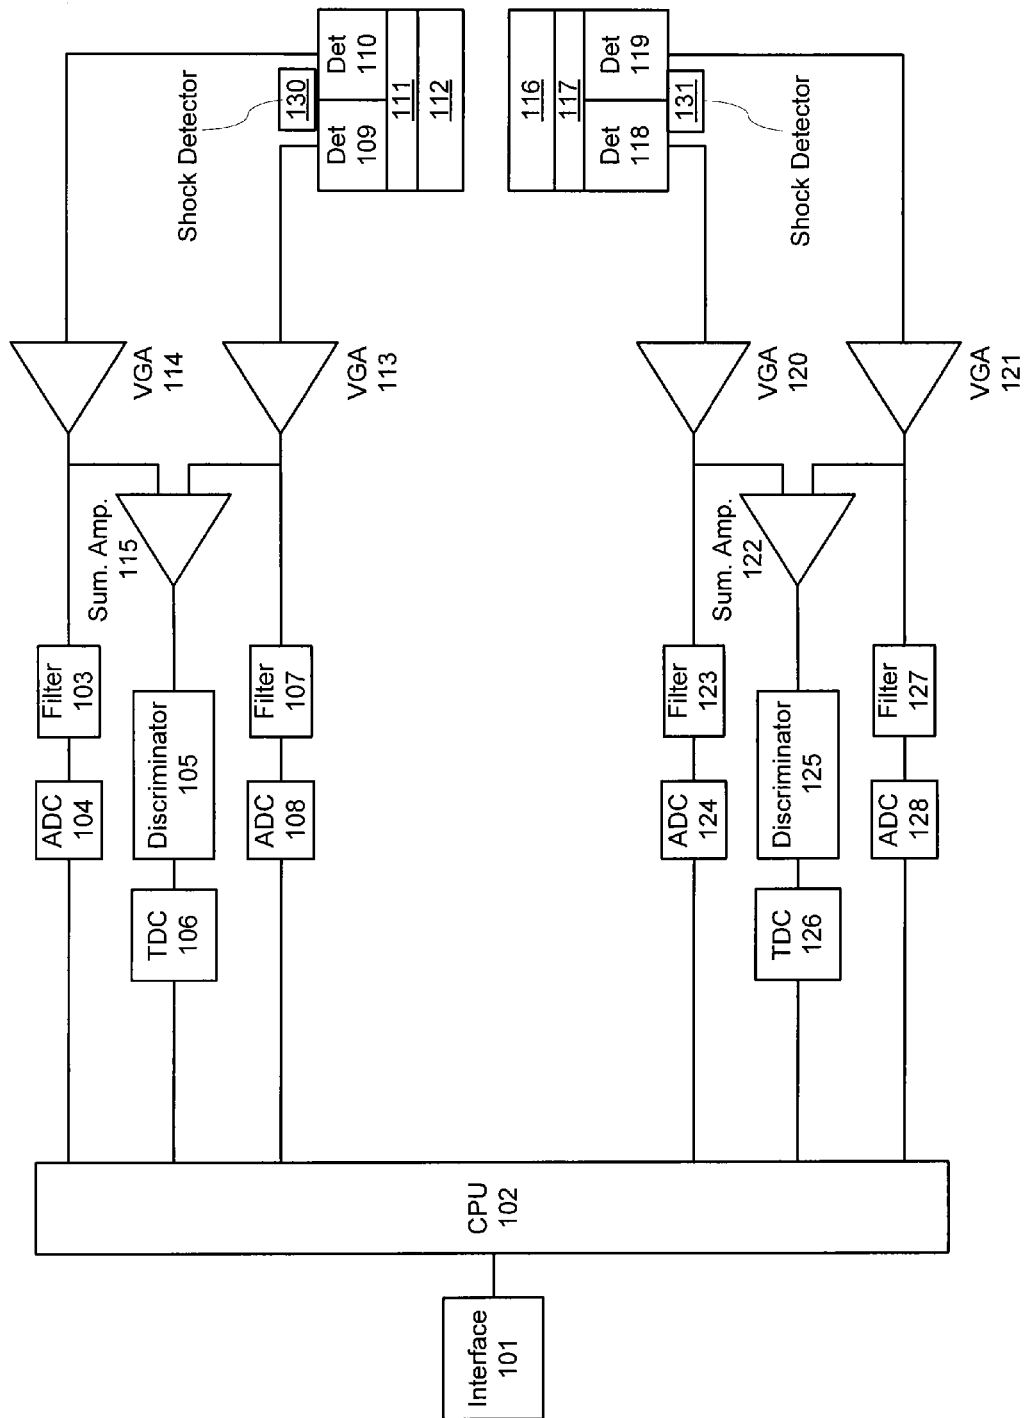 Interface
101
CPU
102
ADC
104
Filter
103
TDC
106
Discriminator
105
Sum. Amp.
115
ADC
108
Filter
107
VGA
114
VGA
113
Shock Detector
130
Det
109
Det
110
111
112
ADC
124
Filter
123
TDC
126
Discriminator
125
Sum. Amp.
122
ADC
128
Filter
127
VGA
120
VGA
121
116
117
Det
118
Det
119
131
Shock Detector